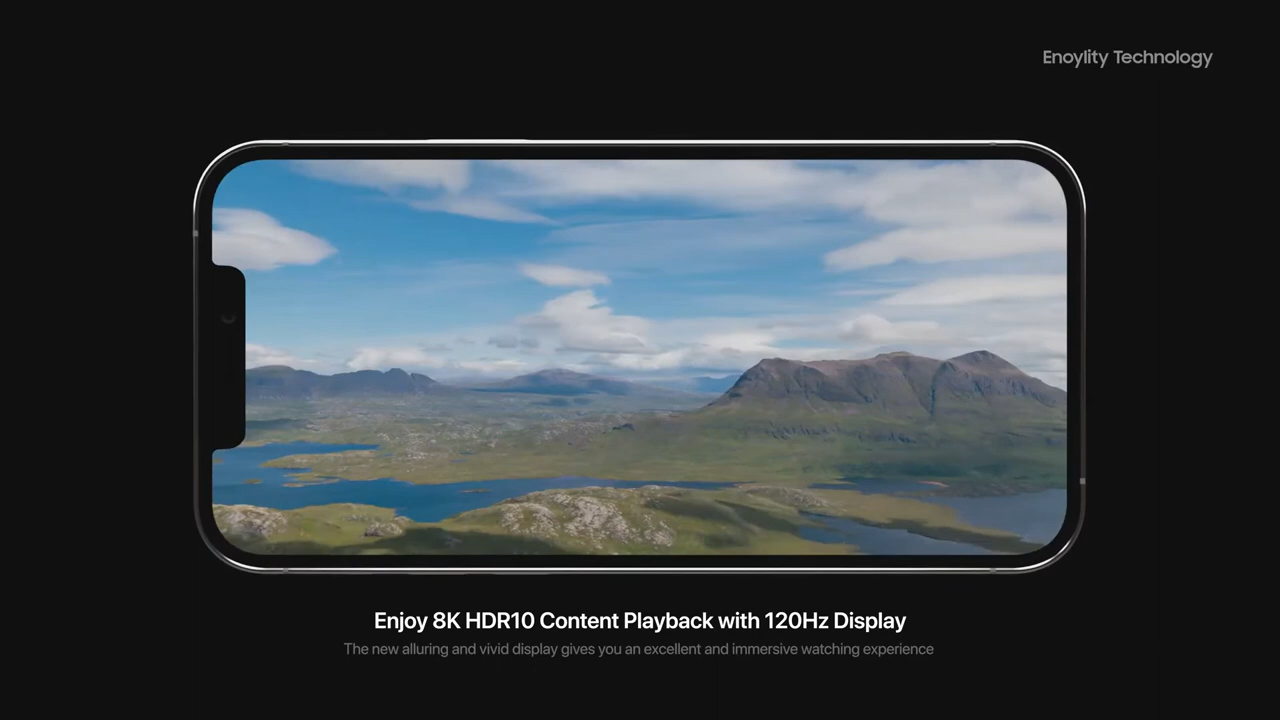 Enoylity Technology
Enjoy 8K HDR10 Content Playback with 120Hz Display
The new alluring and vivid display gives you an excellent and immersive watching experience